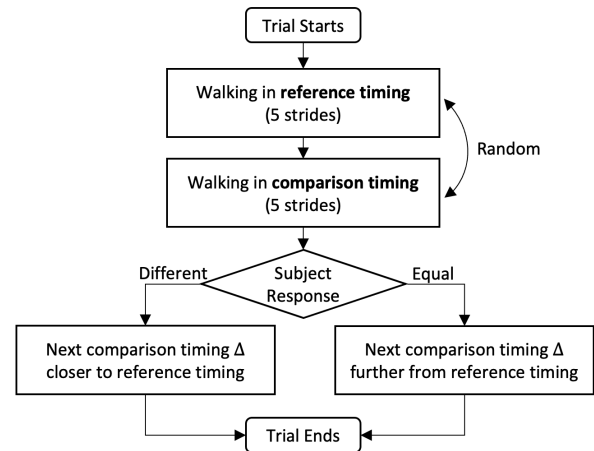 Trial Starts
Walking in reference timing
(5 strides)
Random
Walking in comparison timing
(5 strides)
Different
Subject
Response
Equal
Next comparison timing Δ
closer to reference timing
Next comparison timing Δ
further from reference timing
Trial Ends